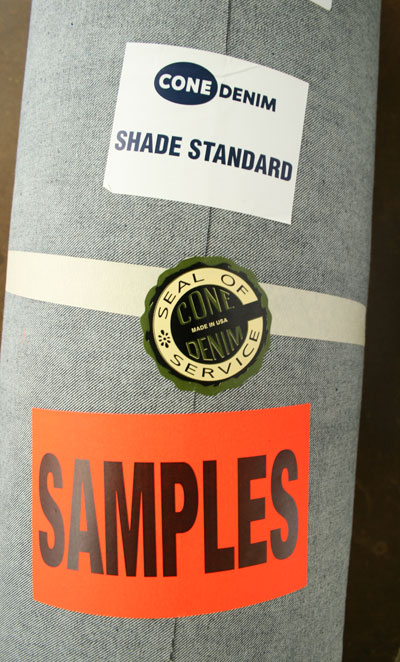 CONE DENIM
SHADE STANDARD
SEAL OF
CONE
MADE IN USA
DENIM
SERVICE
SAMPLES